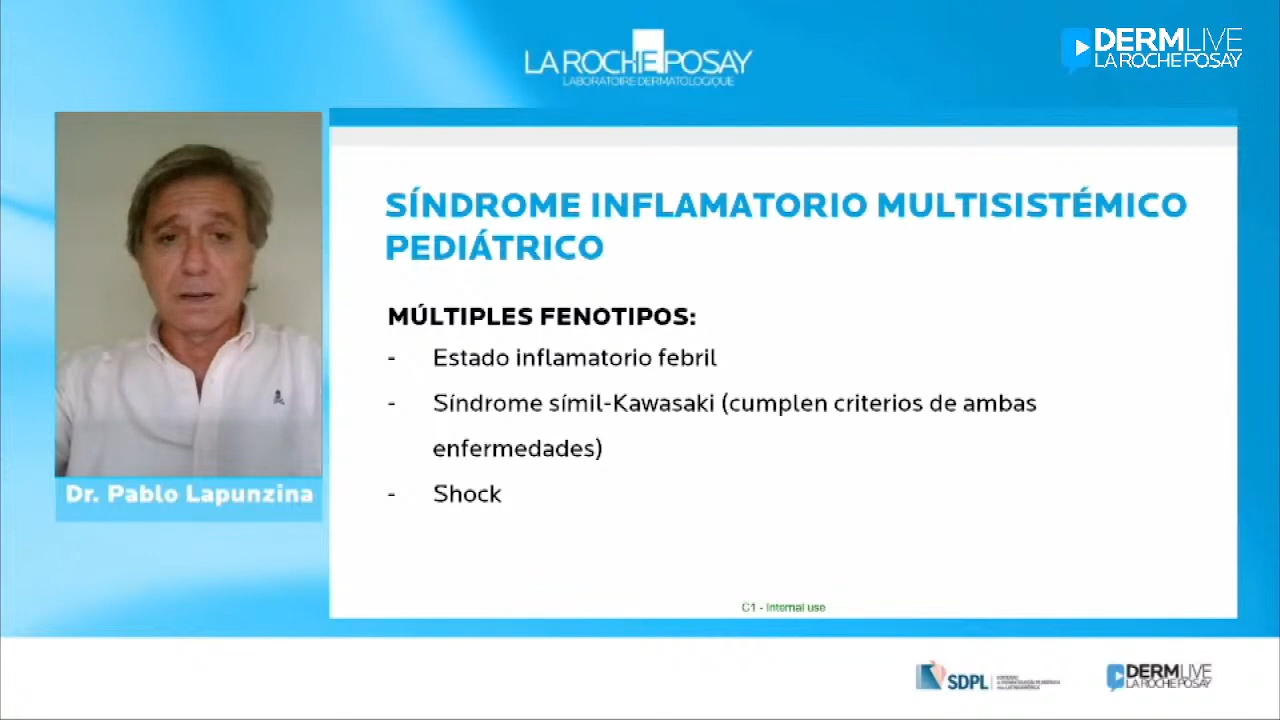 LA ROCHE POSAY
LABORATOIRE DERMATOLOGIQUE
DERMLIVE
LA ROCHE POSAY
SÍNDROME INFLAMATORIO MULTISISTÉMICO
PEDIÁTRICO
MÚLTIPLES FENOTIPOS:
- Estado inflamatorio febril
- Síndrome símil-Kawasaki (cumplen criterios de ambas
enfermedades)
- Shock
Dr. Pablo Lapunzina
C1 - Internal use
SDPL
DERMLIVE
LA ROCHE POSAY